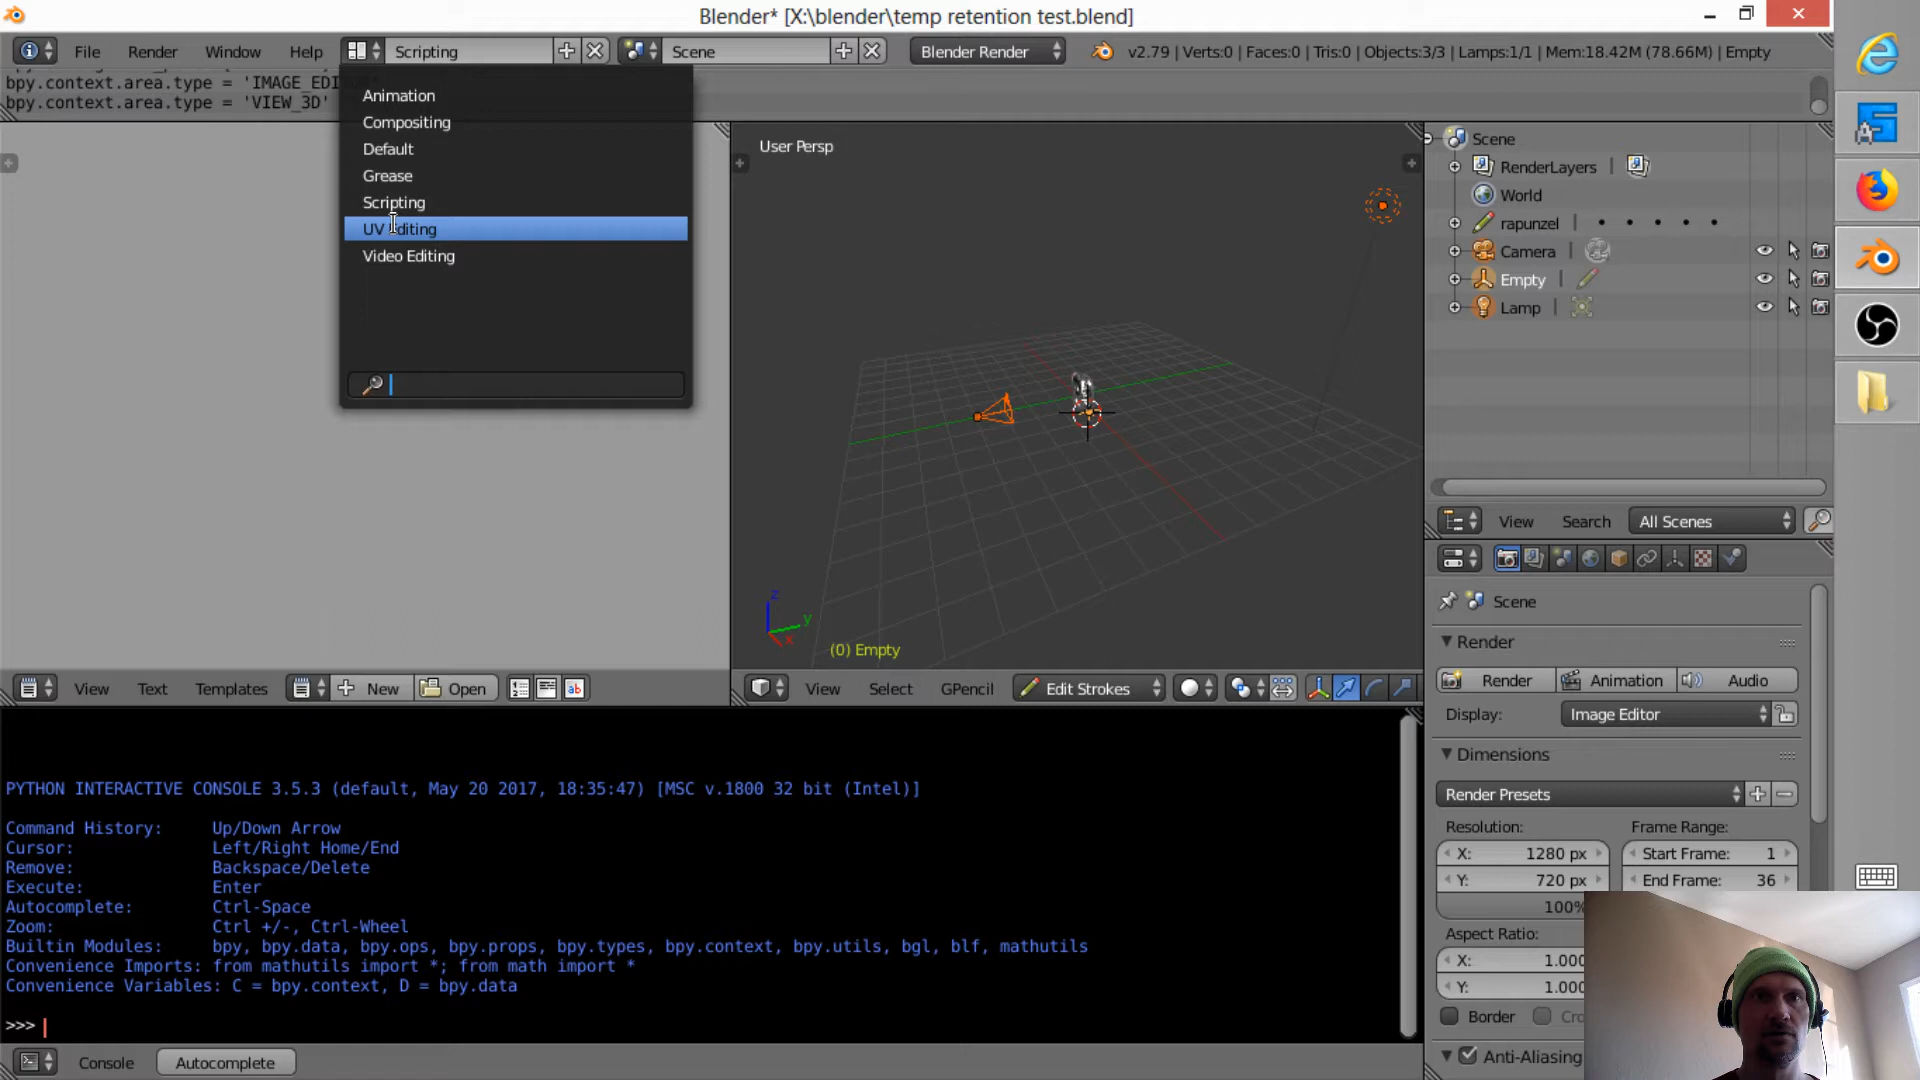 Blender* [X:\blender\temp retention test.blend]
File Render Window Help Scripting Scene Blender Render v2.79 | Verts:0 | Faces:0 | Tris:0 | Objects:3/3 | Lamps:1/1 | Mem:18.42M (78.66M) | Empty
bpy.context.area.type = 'IMAGE_EDI
bpy.context.area.type = 'VIEW_3D'
Animation
Compositing
Default
Grease
Scripting
UV Editing
Video Editing
User Persp
z
y
x
(0) Empty
Scene
RenderLayers |
World
rapunzel |
Camera |
Empty |
Lamp |
View Search All Scenes
View Text Templates New Open
View Select GPencil Edit Strokes
Scene
Render
Render Animation Audio
Display: Image Editor
Dimensions
Render Presets
Resolution: Frame Range:
X: 1280 px Start Frame: 1
Y: 720 px End Frame: 36
100%
Aspect Ratio:
X: 1.000
Y: 1.000
Border Cro
Anti-Aliasing
PYTHON INTERACTIVE CONSOLE 3.5.3 (default, May 20 2017, 18:35:47) [MSC v.1800 32 bit (Intel)]
Command History: Up/Down Arrow
Cursor: Left/Right Home/End
Remove: Backspace/Delete
Execute: Enter
Autocomplete: Ctrl-Space
Zoom: Ctrl +/-, Ctrl-Wheel
Builtin Modules: bpy, bpy.data, bpy.ops, bpy.props, bpy.types, bpy.context, bpy.utils, bgl, blf, mathutils
Convenience Imports: from mathutils import *; from math import *
Convenience Variables: C = bpy.context, D = bpy.data
>>>
Console Autocomplete